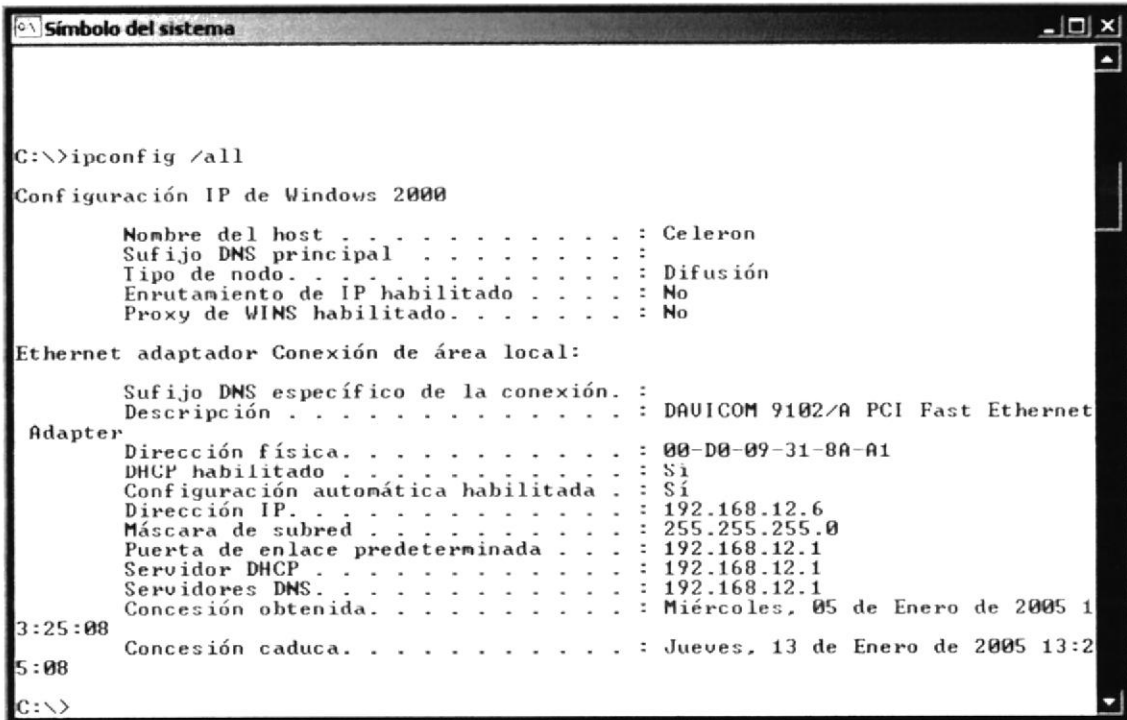 Símbolo del sistema
C:\>ipconfig /all
Configuración IP de Windows 2000
Nombre del host . . . . . . . . . . . . : Celeron
Sufijo DNS principal . . . . . . . . :
Tipo de nodo. . . . . . . . . . . . . : Difusión
Enrutamiento de IP habilitado . . . . : No
Proxy de WINS habilitado. . . . . . . : No
Ethernet adaptador Conexión de área local:
Sufijo DNS específico de la conexión. :
Descripción . . . . . . . . . . . . . : DAVICOM 9102/A PCI Fast Ethernet
Adapter
Dirección física. . . . . . . . . . . : 00-D0-09-31-8A-A1
DHCP habilitado . . . . . . . . . . . : Sí
Configuración automática habilitada . : Sí
Dirección IP. . . . . . . . . . . . . : 192.168.12.6
Máscara de subred . . . . . . . . . . : 255.255.255.0
Puerta de enlace predeterminada . . . : 192.168.12.1
Servidor DHCP . . . . . . . . . . . . : 192.168.12.1
Servidores DNS. . . . . . . . . . . . : 192.168.12.1
Concesión obtenida. . . . . . . . . . : Miércoles, 05 de Enero de 2005 1
3:25:08
Concesión caduca. . . . . . . . . . . : Jueves, 13 de Enero de 2005 13:2
5:08
C:\>